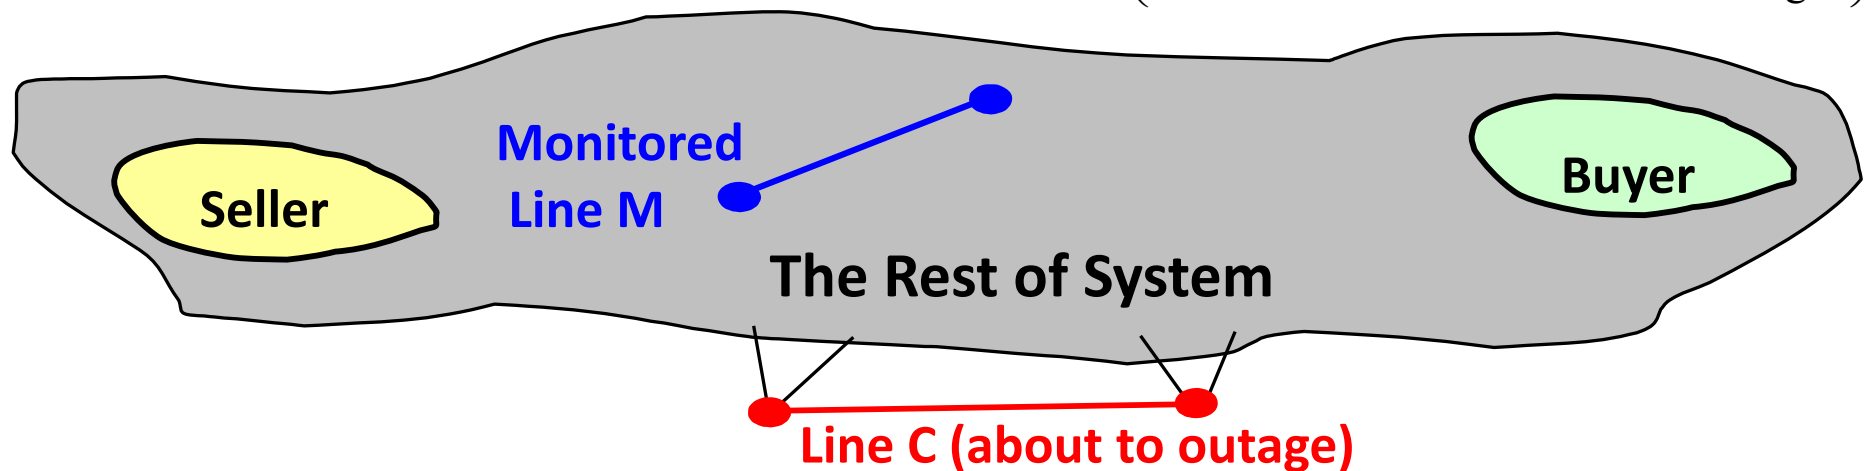 Monitored
Line M
Seller
Buyer
The Rest of System
Line C (about to outage)